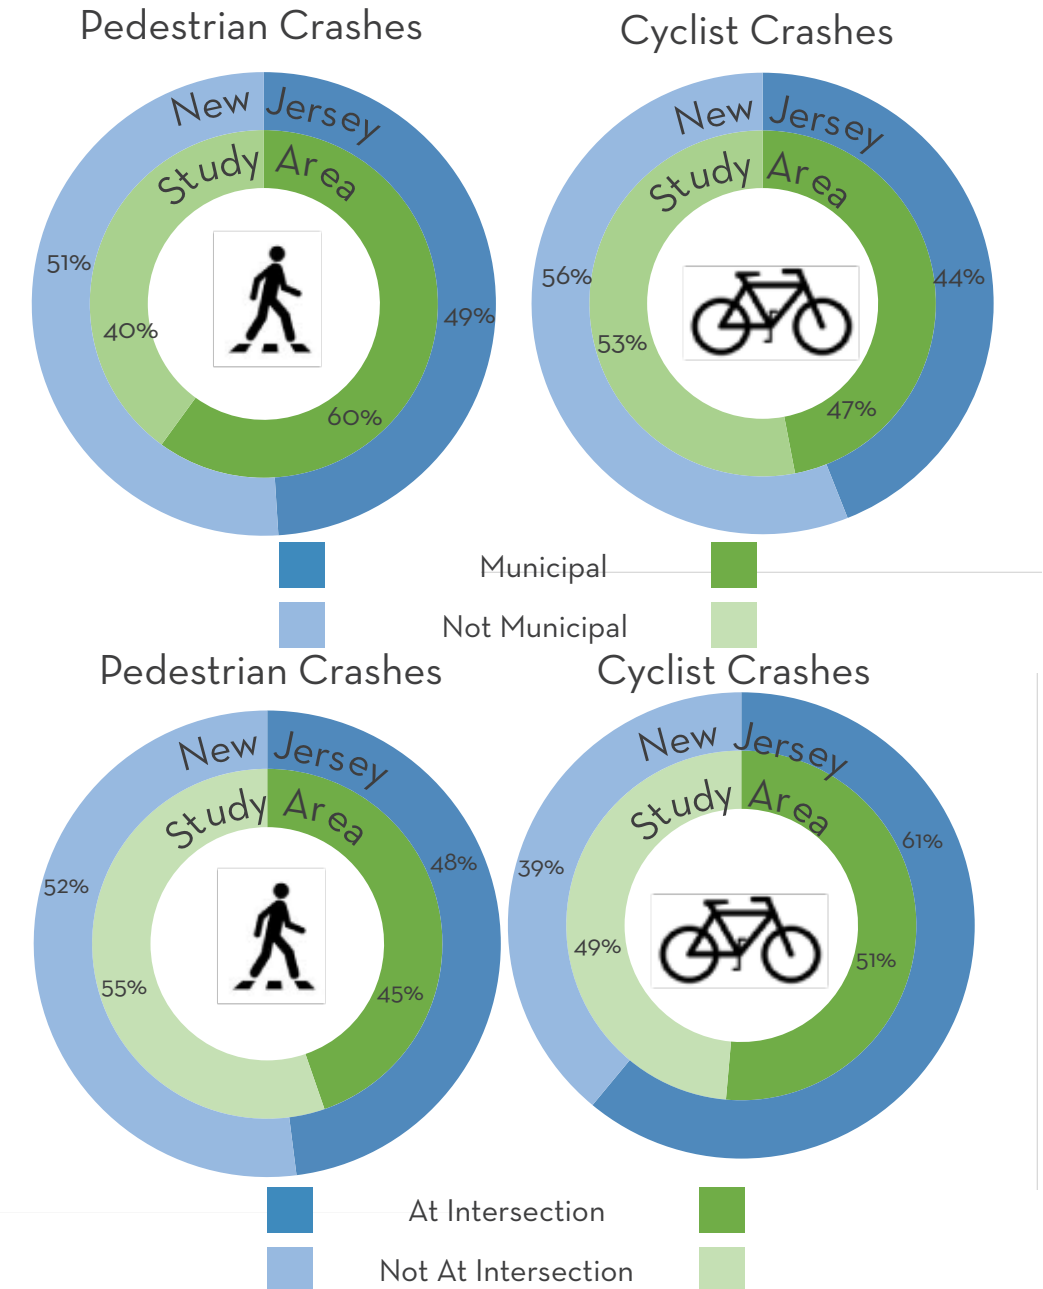 Pedestrian Crashes
Cyclist Crashes
New Jersey
Study Area
51%
40%
49%
60%
New Jersey
Study Area
56%
44%
53%
47%
Municipal
Not Municipal
Pedestrian Crashes
Cyclist Crashes
New Jersey
Study Area
48%
52%
55%
45%
New Jersey
Study Area
61%
39%
49%
51%
At Intersection
Not At Intersection